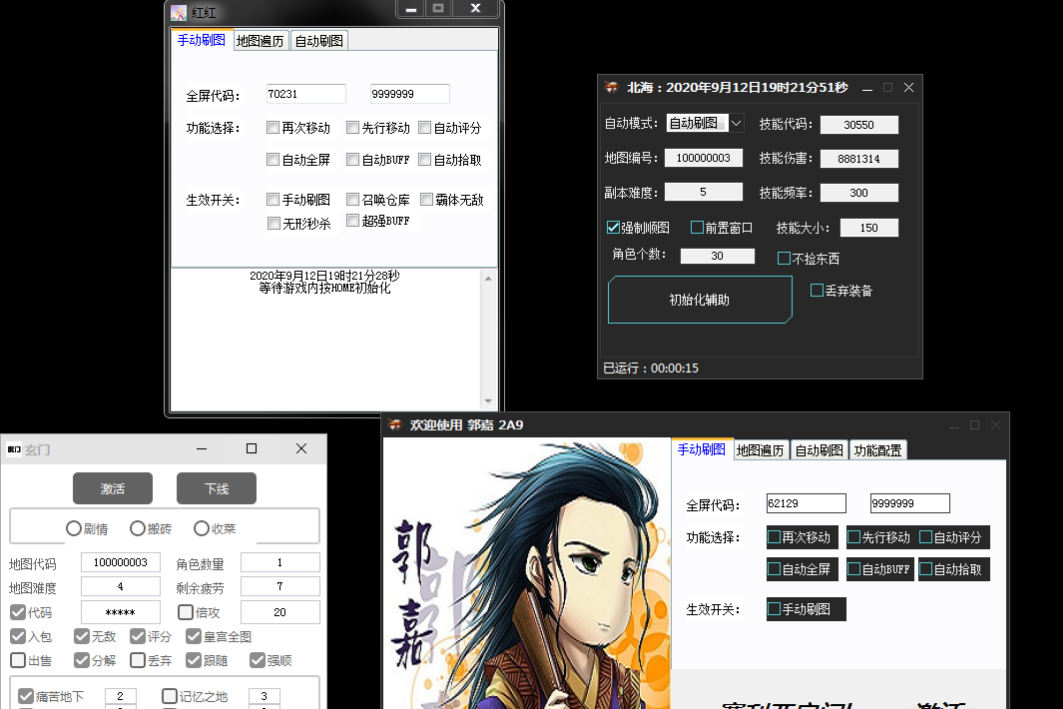 红红
手动刷图 地图遍历 自动刷图
全屏代码： 70231 9999999
功能选择： 再次移动 先行移动 自动评分
自动全屏 自动BUFF 自动拾取
生效开关： 手动刷图 召唤仓库 霸体无敌
无形秒杀 超强BUFF
2020年9月12日19时21分28秒
等待游戏内按HOME初始化
北海：2020年9月12日19时21分51秒
自动模式： 自动刷图 技能代码： 30550
地图编号： 100000003 技能伤害： 8881314
副本难度： 5 技能频率： 300
强制顺图 前置窗口 技能大小： 150
角色个数： 30 不捡东西
初始化辅助 丢弃装备
已运行：00:00:15
玄门
激活 下线
剧情 搬砖 收菜
地图代码 100000003 角色数量 1
地图难度 4 剩余疲劳 7
代码 ***** 倍攻 20
入包 无敌 评分 皇宫全图
出售 分解 丢弃 跟随 强顺
痛苦地下 2 记忆之地 3
欢迎使用 郭嘉 2A9
手动刷图 地图遍历 自动刷图 功能配置
郭嘉
全屏代码： 62129 9999999
功能选择： 再次移动 先行移动 自动评分
自动全屏 自动BUFF 自动拾取
生效开关： 手动刷图